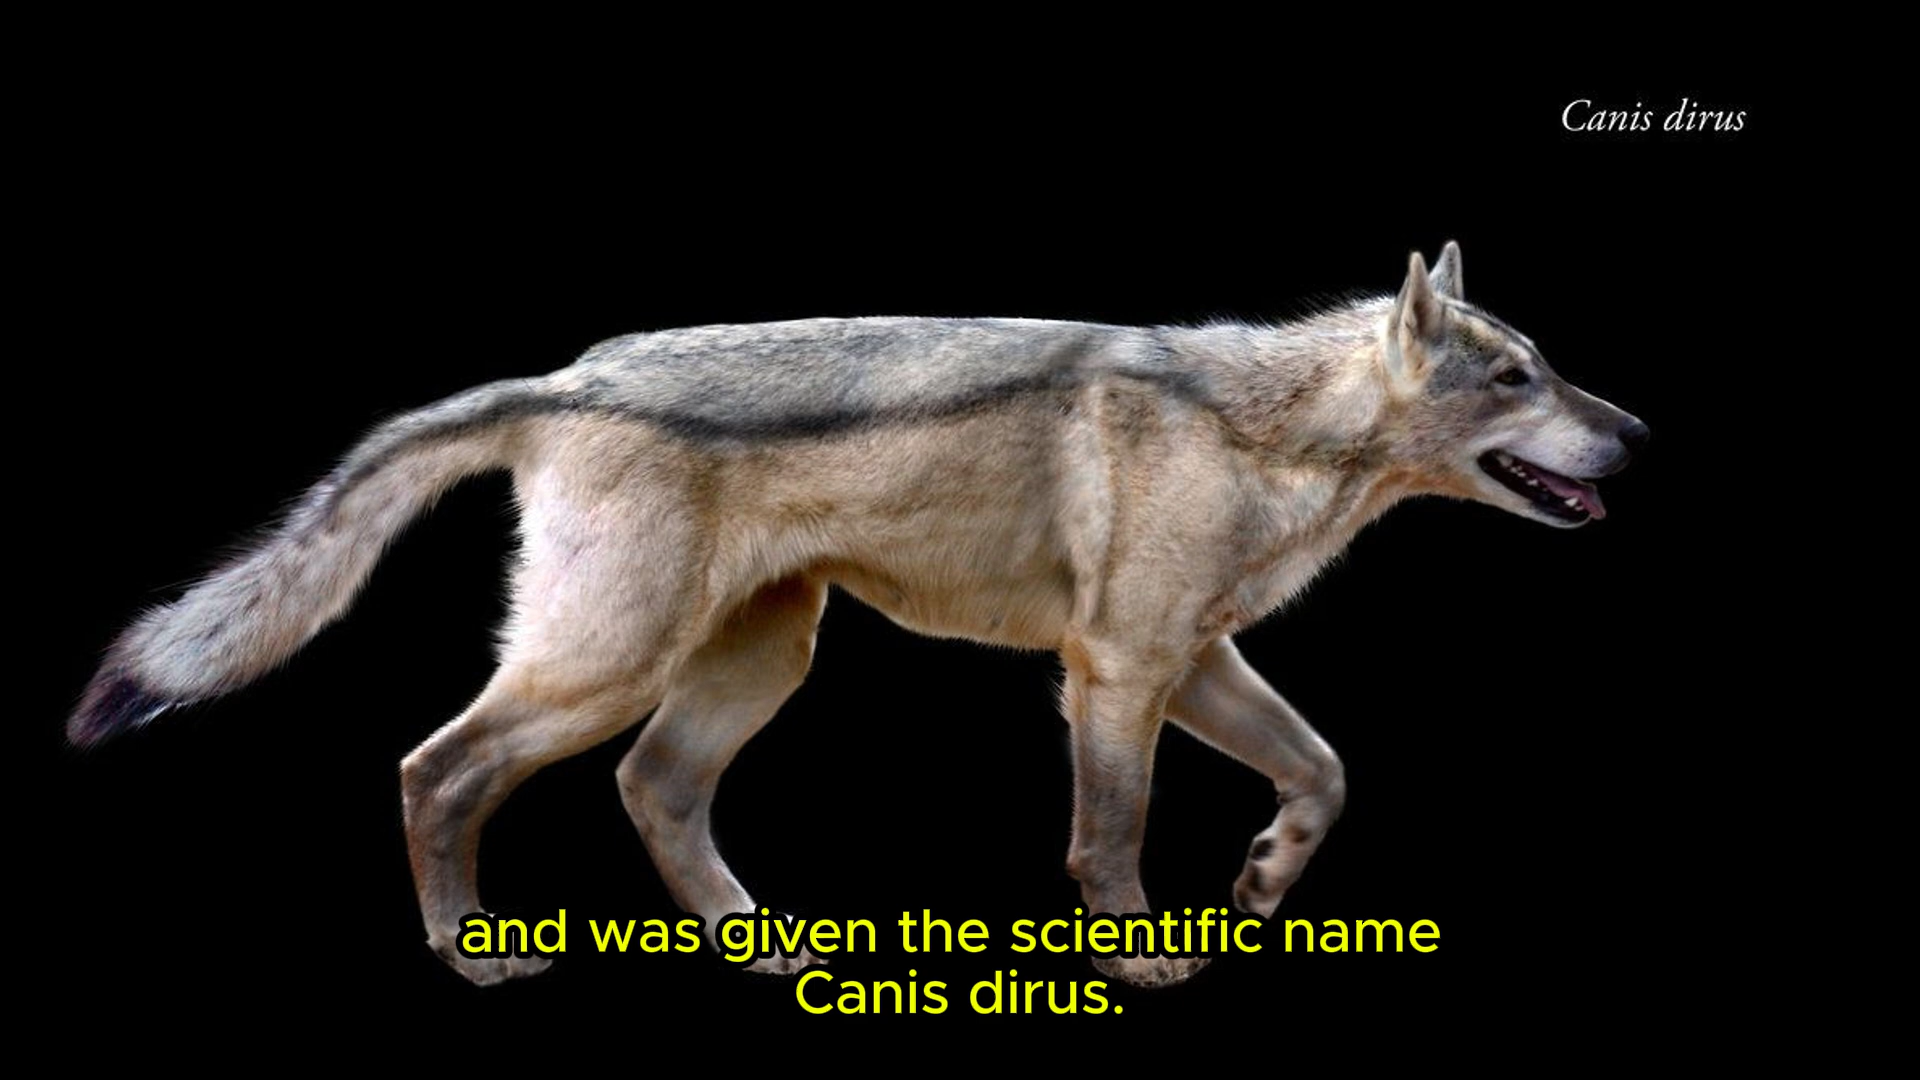 Canis dirus
and was given the scientific name
Canis dirus.